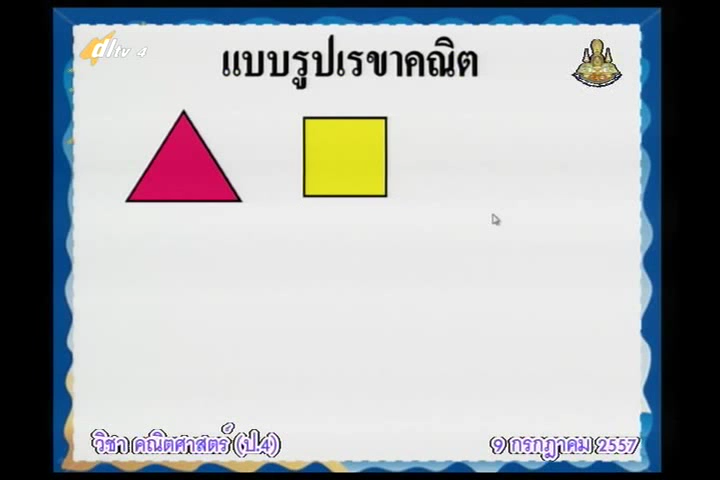 dltv 4
แบบรูปเรขาคณิต
วิชา คณิตศาสตร์ (ป.4)
9 กรกฎาคม 2557